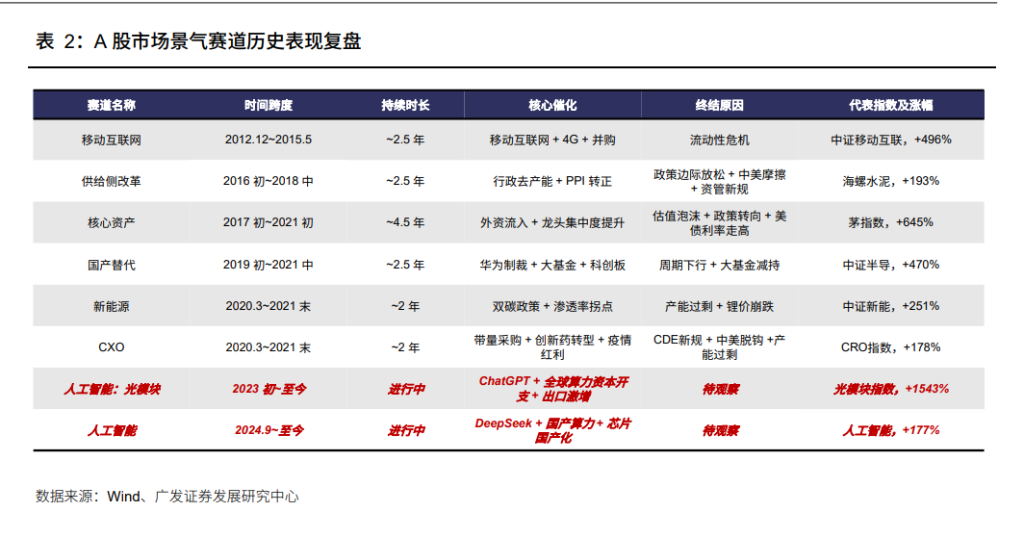 表 2：A 股市场景气赛道历史表现复盘
赛道名称 时间跨度 持续时长 核心催化 终结原因 代表指数及涨幅
移动互联网 2012.12~2015.5 ~2.5 年 移动互联网 + 4G + 并购 流动性危机 中证移动互联，+496%
供给侧改革 2016 初~2018 中 ~2.5 年 行政去产能 + PPI 转正 政策边际放松 + 中美摩擦
+ 资管新规 海螺水泥，+193%
核心资产 2017 初~2021 初 ~4.5 年 外资流入 + 龙头集中度提升 估值泡沫 + 政策转向 + 美
债利率走高 茅指数，+645%
国产替代 2019 初~2021 中 ~2.5 年 华为制裁 + 大基金 + 科创板 周期下行 + 大基金减持 中证半导，+470%
新能源 2020.3~2021 末 ~2 年 双碳政策 + 渗透率拐点 产能过剩 + 锂价崩跌 中证新能，+251%
CXO 2020.3~2021 末 ~2 年 带量采购 + 创新药转型 + 疫情
红利 CDE新规 + 中美脱钩 +产
能过剩 CRO指数，+178%
人工智能：光模块 2023 初~至今 进行中 ChatGPT + 全球算力资本开
支 + 出口激增 待观察 光模块指数，+1543%
人工智能 2024.9~至今 进行中 DeepSeek + 国产算力 + 芯片
国产化 待观察 人工智能，+177%
数据来源：Wind、广发证券发展研究中心